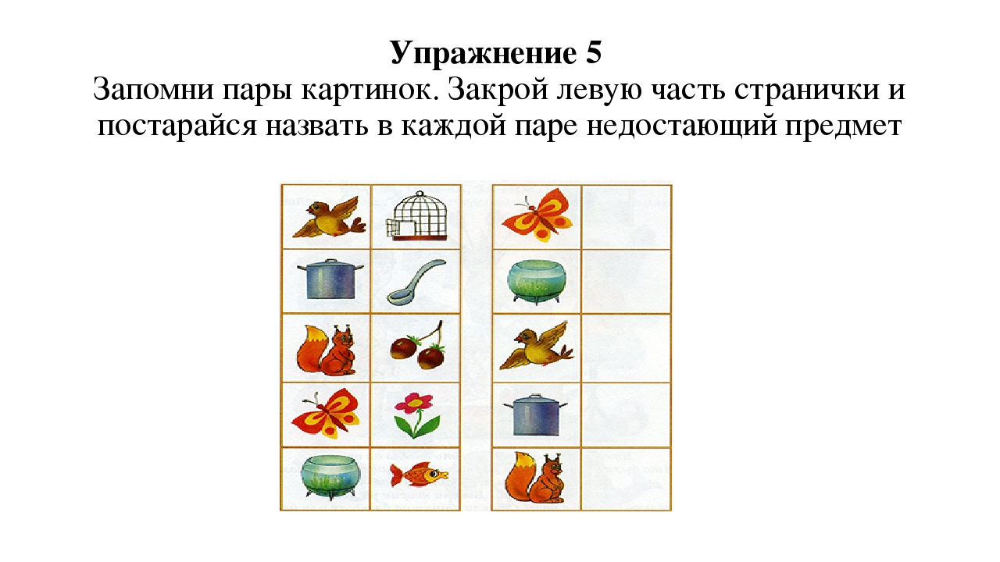 Упражнение 5
Запомни пары картинок. Закрой левую часть странички и
постарайся назвать в каждой паре недостающий предмет